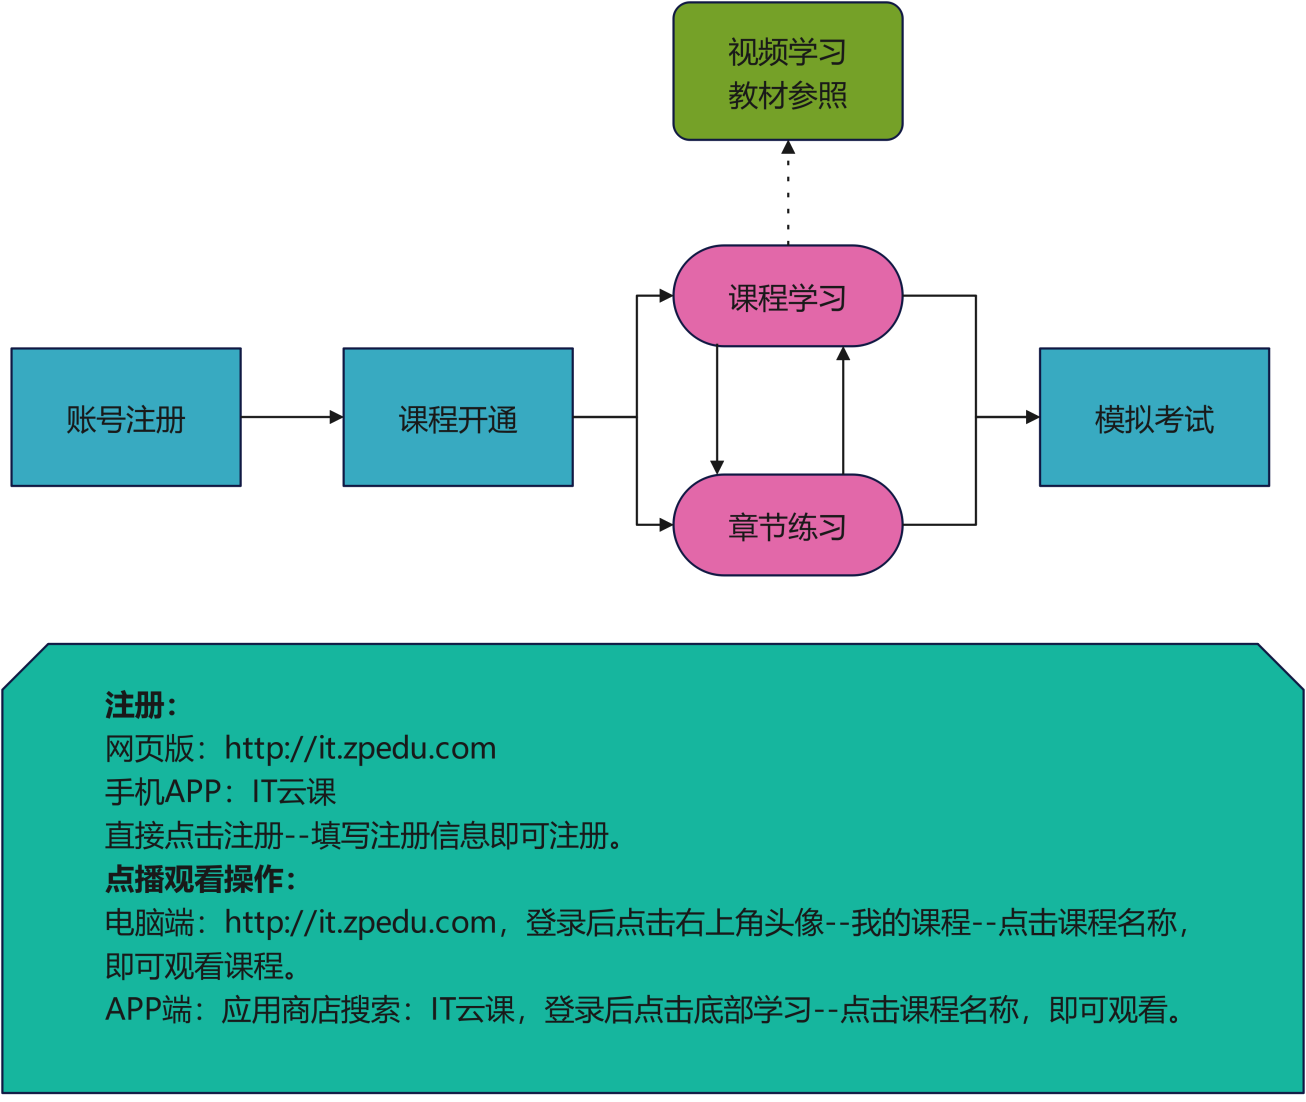 视频学习
教材参照
课程学习
账号注册
课程开通
模拟考试
章节练习
注册：
网页版：http://it.zpedu.com
手机APP：IT云课
直接点击注册--填写注册信息即可注册。
点播观看操作：
电脑端：http://it.zpedu.com，登录后点击右上角头像--我的课程--点击课程名称，
即可观看课程。
APP端：应用商店搜索：IT云课，登录后点击底部学习--点击课程名称，即可观看。